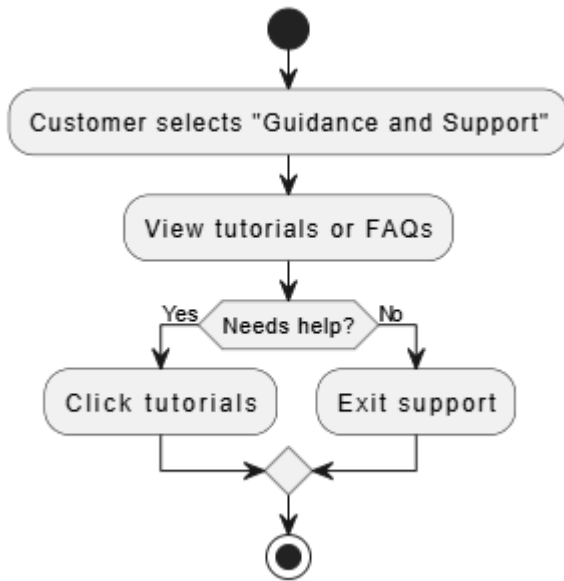 Customer selects "Guidance and Support"
View tutorials or FAQs
Yes
Needs help?
No
Click tutorials
Exit support